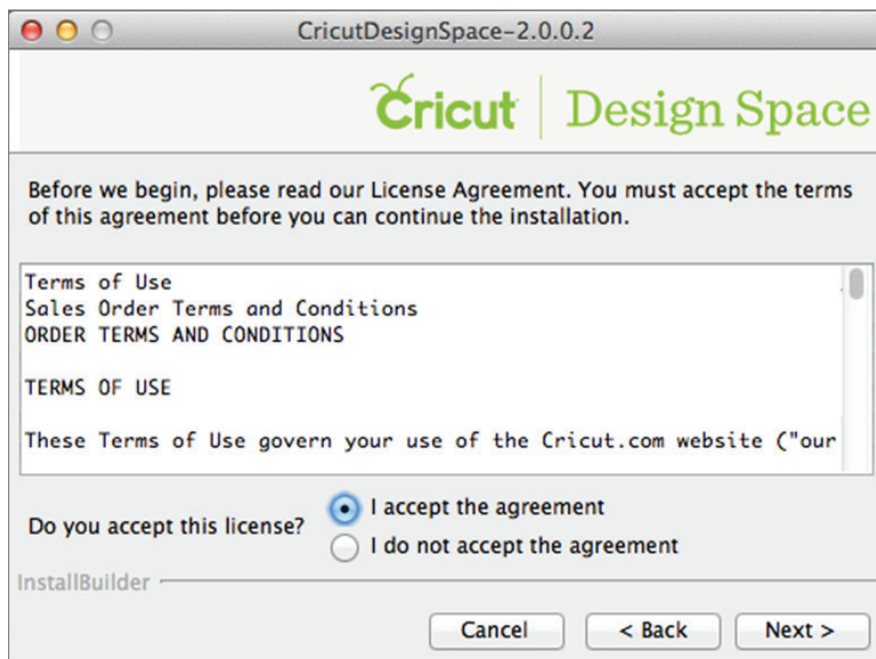 CricutDesignSpace-2.0.0.2
Cricut Design Space
Before we begin, please read our License Agreement. You must accept the terms
of this agreement before you can continue the installation.
Terms of Use
Sales Order Terms and Conditions
ORDER TERMS AND CONDITIONS
TERMS OF USE
These Terms of Use govern your use of the Cricut.com website ("our
Do you accept this license?
I accept the agreement
I do not accept the agreement
InstallBuilder
Cancel
< Back
Next >